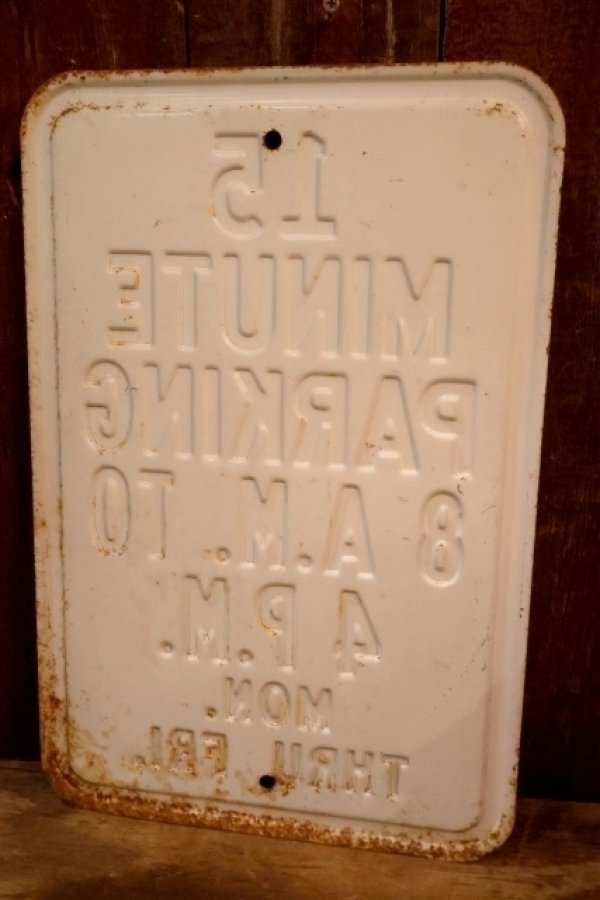 15
MINUTE
PARKING
8 A.M. TO
4 P.M.
MON.
THRU FRI.